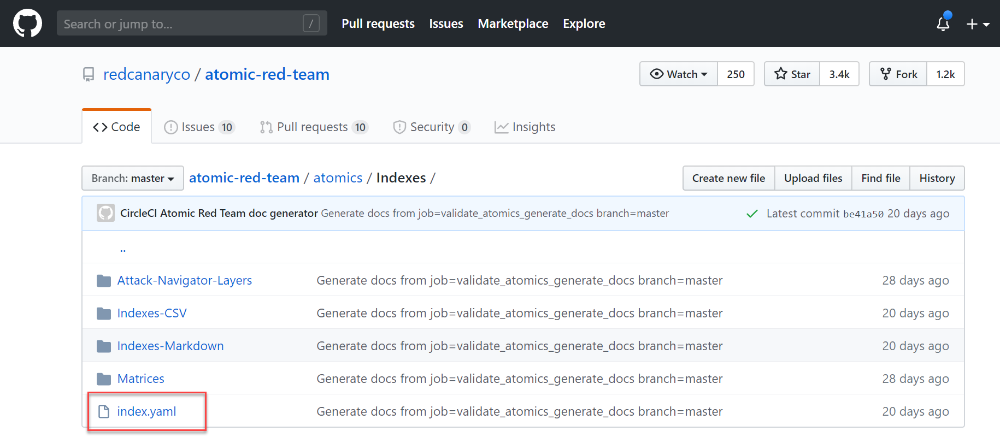 Search or jump to... / Pull requests Issues Marketplace Explore
redcanaryco / atomic-red-team Watch 250 Star 3.4k Fork 1.2k
Code Issues 10 Pull requests 10 Security 0 Insights
Branch: master atomic-red-team / atomics / Indexes / Create new file Upload files Find file History
CircleCI Atomic Red Team doc generator Generate docs from job=validate_atomics_generate_docs branch=master Latest commit be41a50 20 days ago
..
Attack-Navigator-Layers Generate docs from job=validate_atomics_generate_docs branch=master 28 days ago
Indexes-CSV Generate docs from job=validate_atomics_generate_docs branch=master 20 days ago
Indexes-Markdown Generate docs from job=validate_atomics_generate_docs branch=master 20 days ago
Matrices Generate docs from job=validate_atomics_generate_docs branch=master 28 days ago
index.yaml Generate docs from job=validate_atomics_generate_docs branch=master 20 days ago